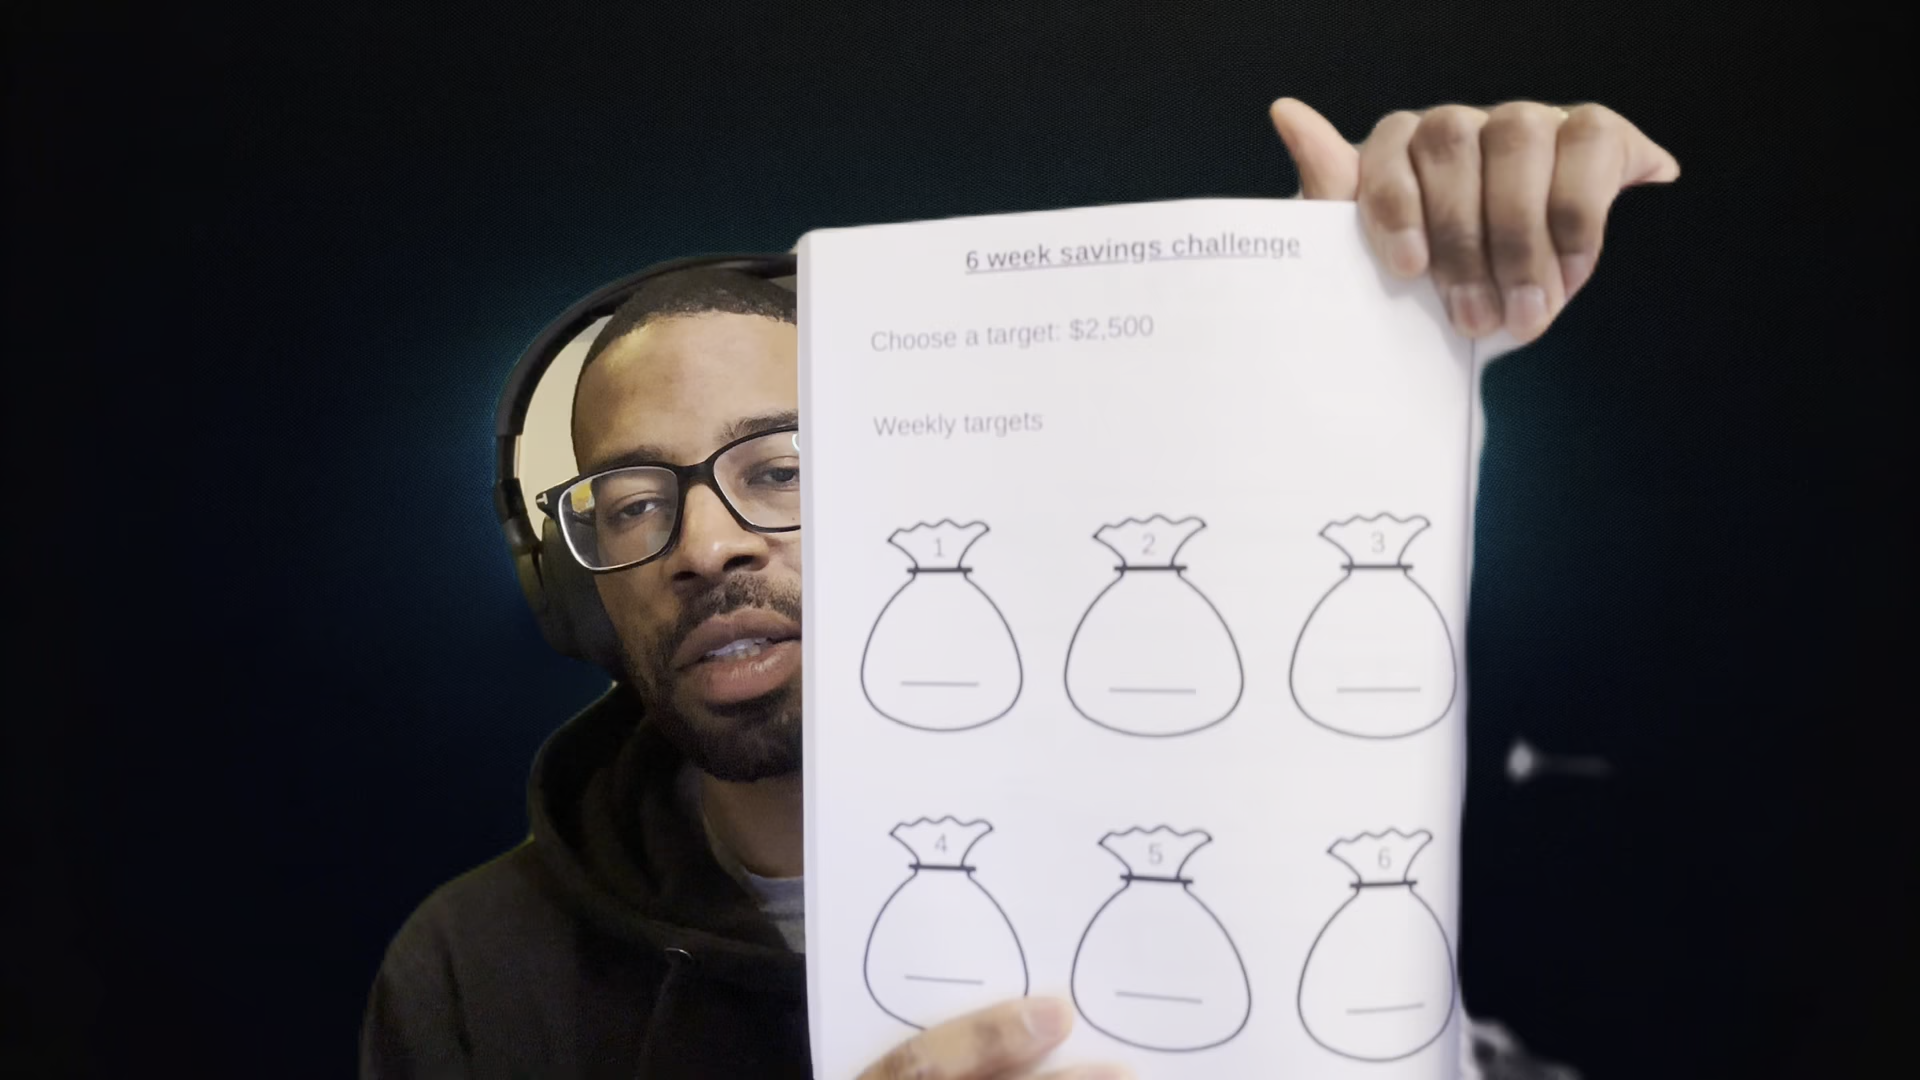 6 week savings challenge
Choose a target: $2,500
Weekly targets
1 2 3
4 5 6